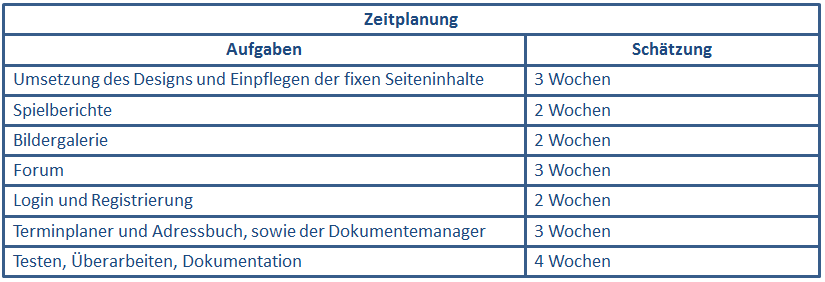 Zeitplanung
Aufgaben Schätzung
Umsetzung des Designs und Einpflegen der fixen Seiteninhalte 3 Wochen
Spielberichte 2 Wochen
Bildergalerie 2 Wochen
Forum 3 Wochen
Login und Registrierung 2 Wochen
Terminplaner und Adressbuch, sowie der Dokumentemanager 3 Wochen
Testen, Überarbeiten, Dokumentation 4 Wochen